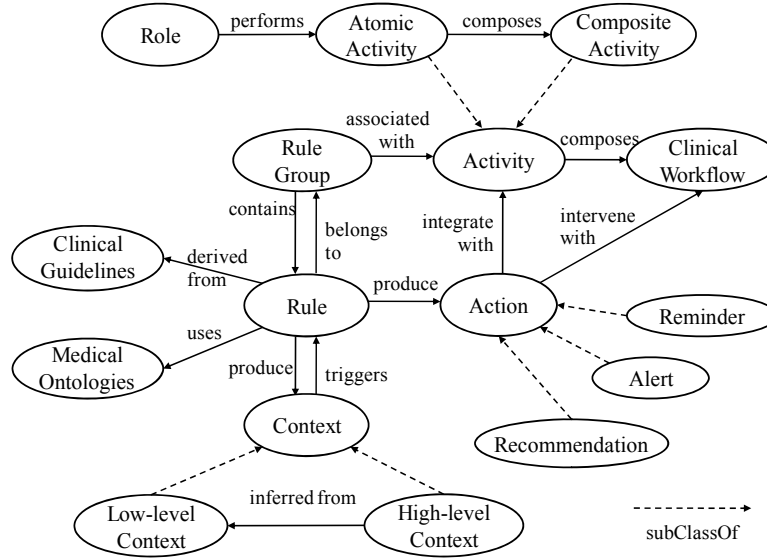 performs
composes
Role
Atomic
Activity
Composite
Activity
associated
with
composes
Rule
Group
Activity
Clinical
Workflow
contains
belongs
to
integrate
with
intervene
with
Clinical
Guidelines
derived
from
Rule
produce
Action
Reminder
uses
Medical
Ontologies
produce
triggers
Alert
Context
Recommendation
inferred from
Low-level
Context
High-level
Context
subClassOf